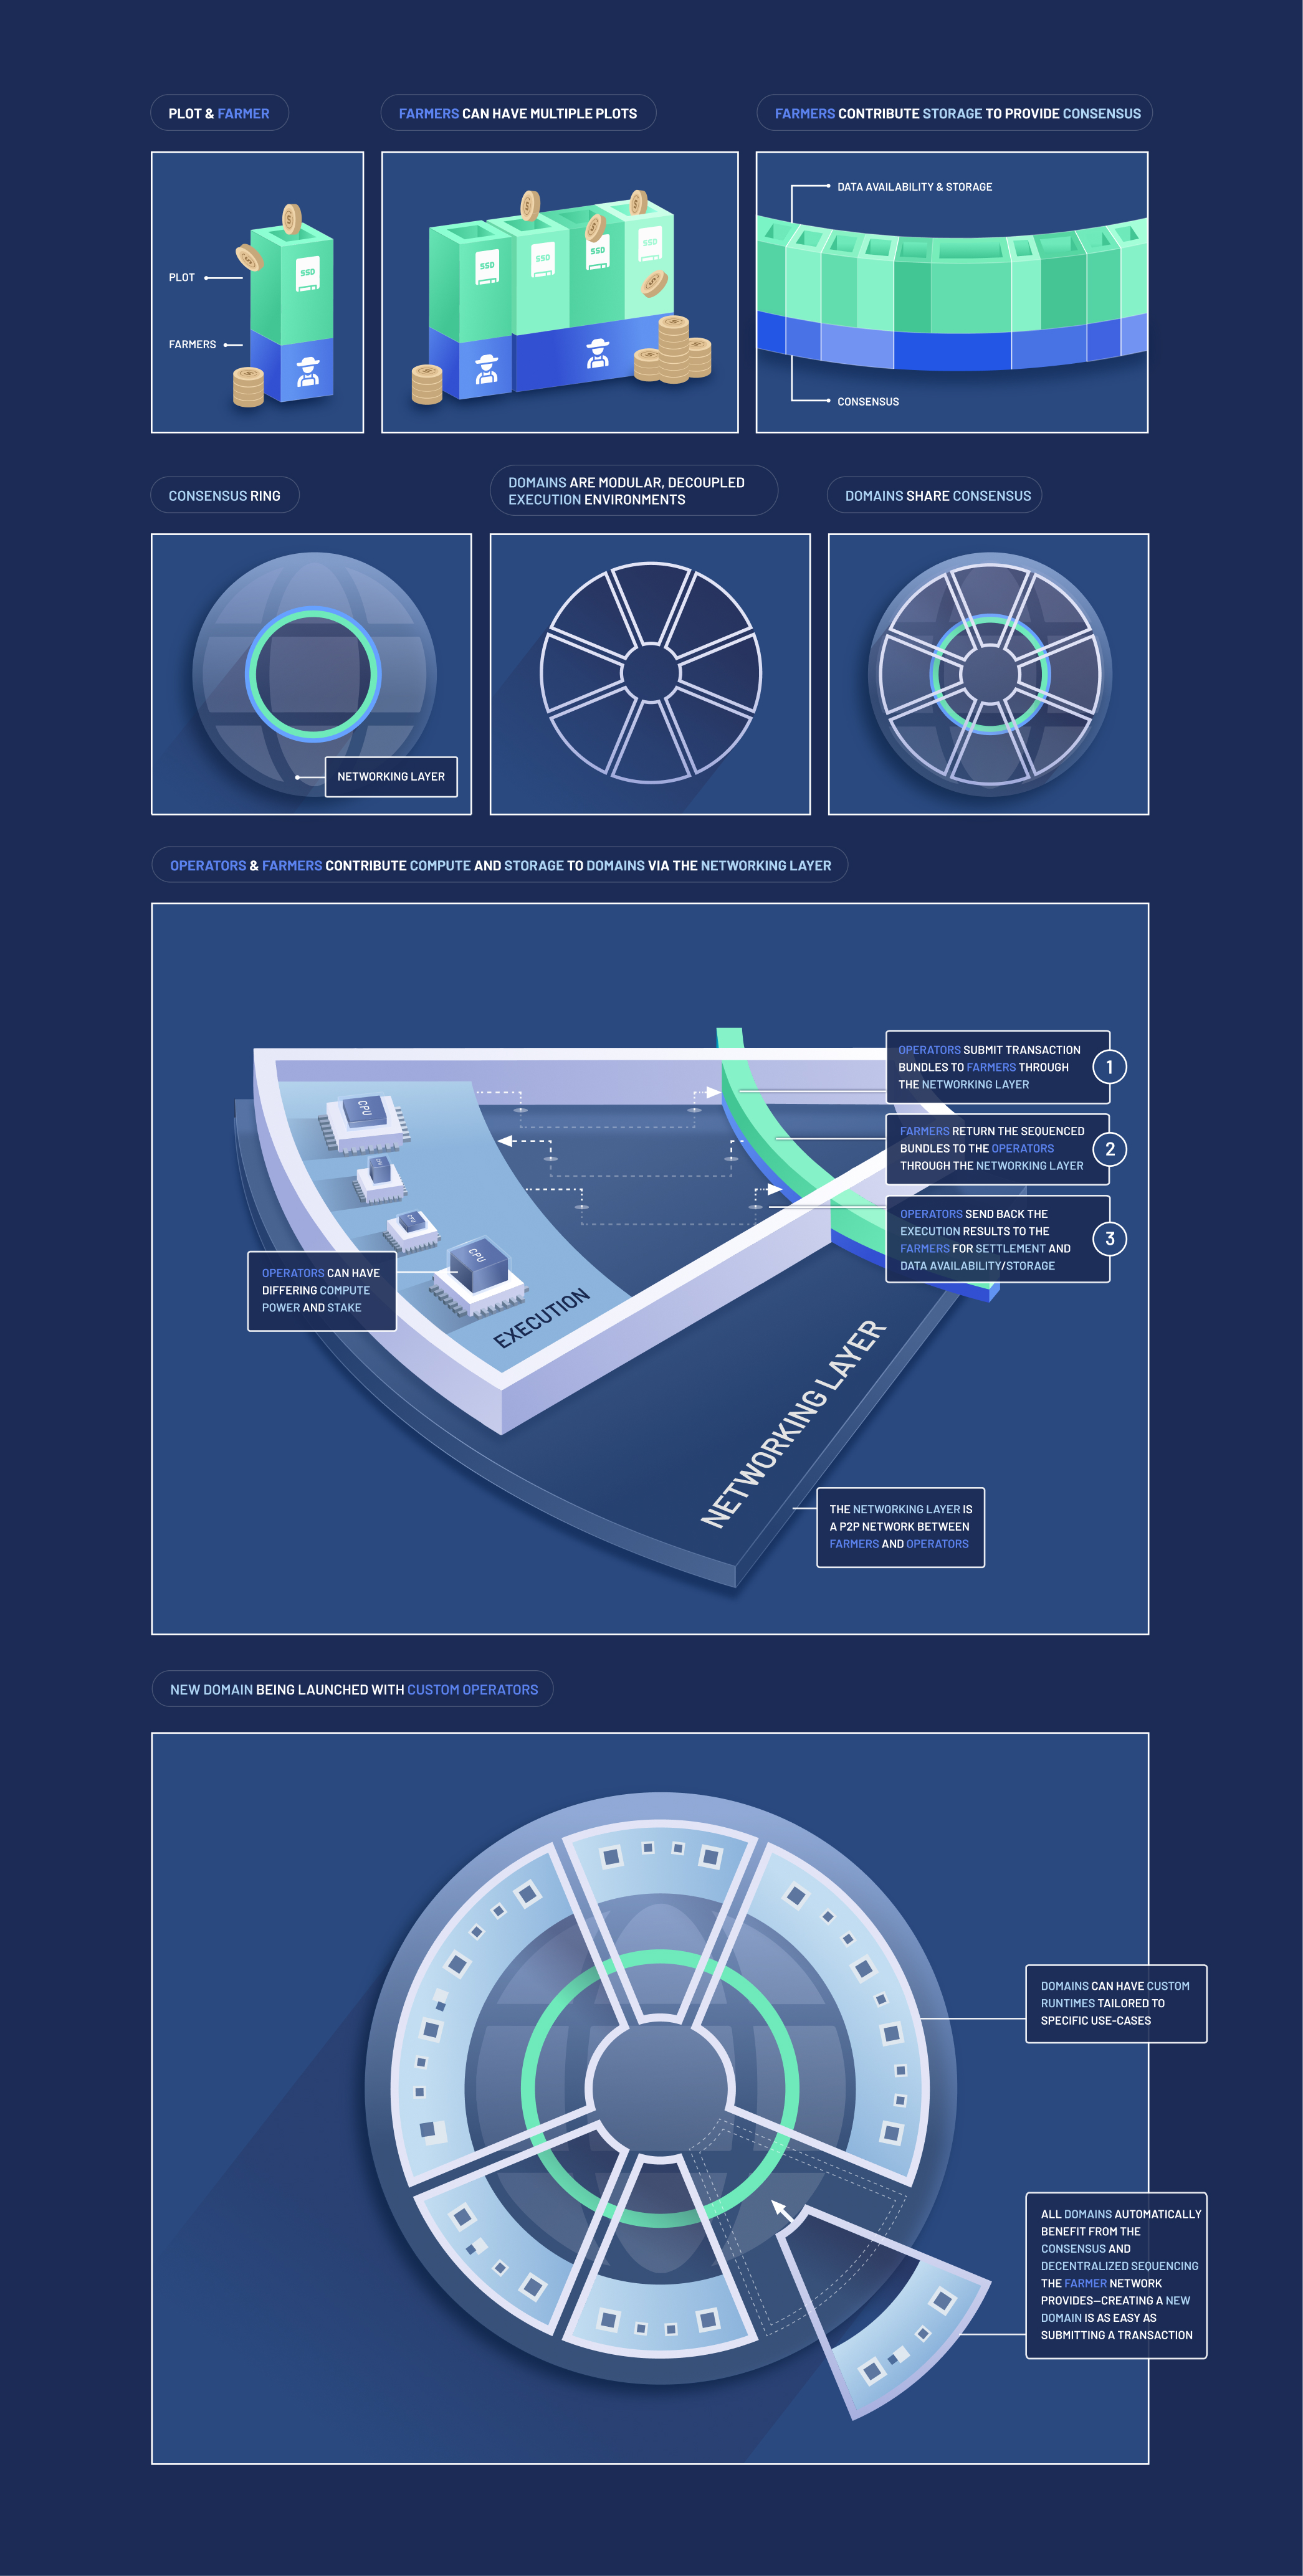 PLOT & FARMER
FARMERS CAN HAVE MULTIPLE PLOTS
FARMERS CONTRIBUTE STORAGE TO PROVIDE CONSENSUS
PLOT
FARMERS
SSD
SSD
SSD
SSD
SSD
DATA AVAILABILITY & STORAGE
CONSENSUS
CONSENSUS RING
DOMAINS ARE MODULAR, DECOUPLED
EXECUTION ENVIRONMENTS
DOMAINS SHARE CONSENSUS
NETWORKING LAYER
OPERATORS & FARMERS CONTRIBUTE COMPUTE AND STORAGE TO DOMAINS VIA THE NETWORKING LAYER
OPERATORS SUBMIT TRANSACTION
BUNDLES TO FARMERS THROUGH
THE NETWORKING LAYER
1
FARMERS RETURN THE SEQUENCED
BUNDLES TO THE OPERATORS
THROUGH THE NETWORKING LAYER
2
OPERATORS SEND BACK THE
EXECUTION RESULTS TO THE
FARMERS FOR SETTLEMENT AND
DATA AVAILABILITY/STORAGE
3
CPU
CPU
CPU
CPU
OPERATORS CAN HAVE
DIFFERING COMPUTE
POWER AND STAKE
EXECUTION
NETWORKING LAYER
THE NETWORKING LAYER IS
A P2P NETWORK BETWEEN
FARMERS AND OPERATORS
NEW DOMAIN BEING LAUNCHED WITH CUSTOM OPERATORS
DOMAINS CAN HAVE CUSTOM
RUNTIMES TAILORED TO
SPECIFIC USE-CASES
ALL DOMAINS AUTOMATICALLY
BENEFIT FROM THE
CONSENSUS AND
DECENTRALIZED SEQUENCING
THE FARMER NETWORK
PROVIDES—CREATING A NEW
DOMAIN IS AS EASY AS
SUBMITTING A TRANSACTION